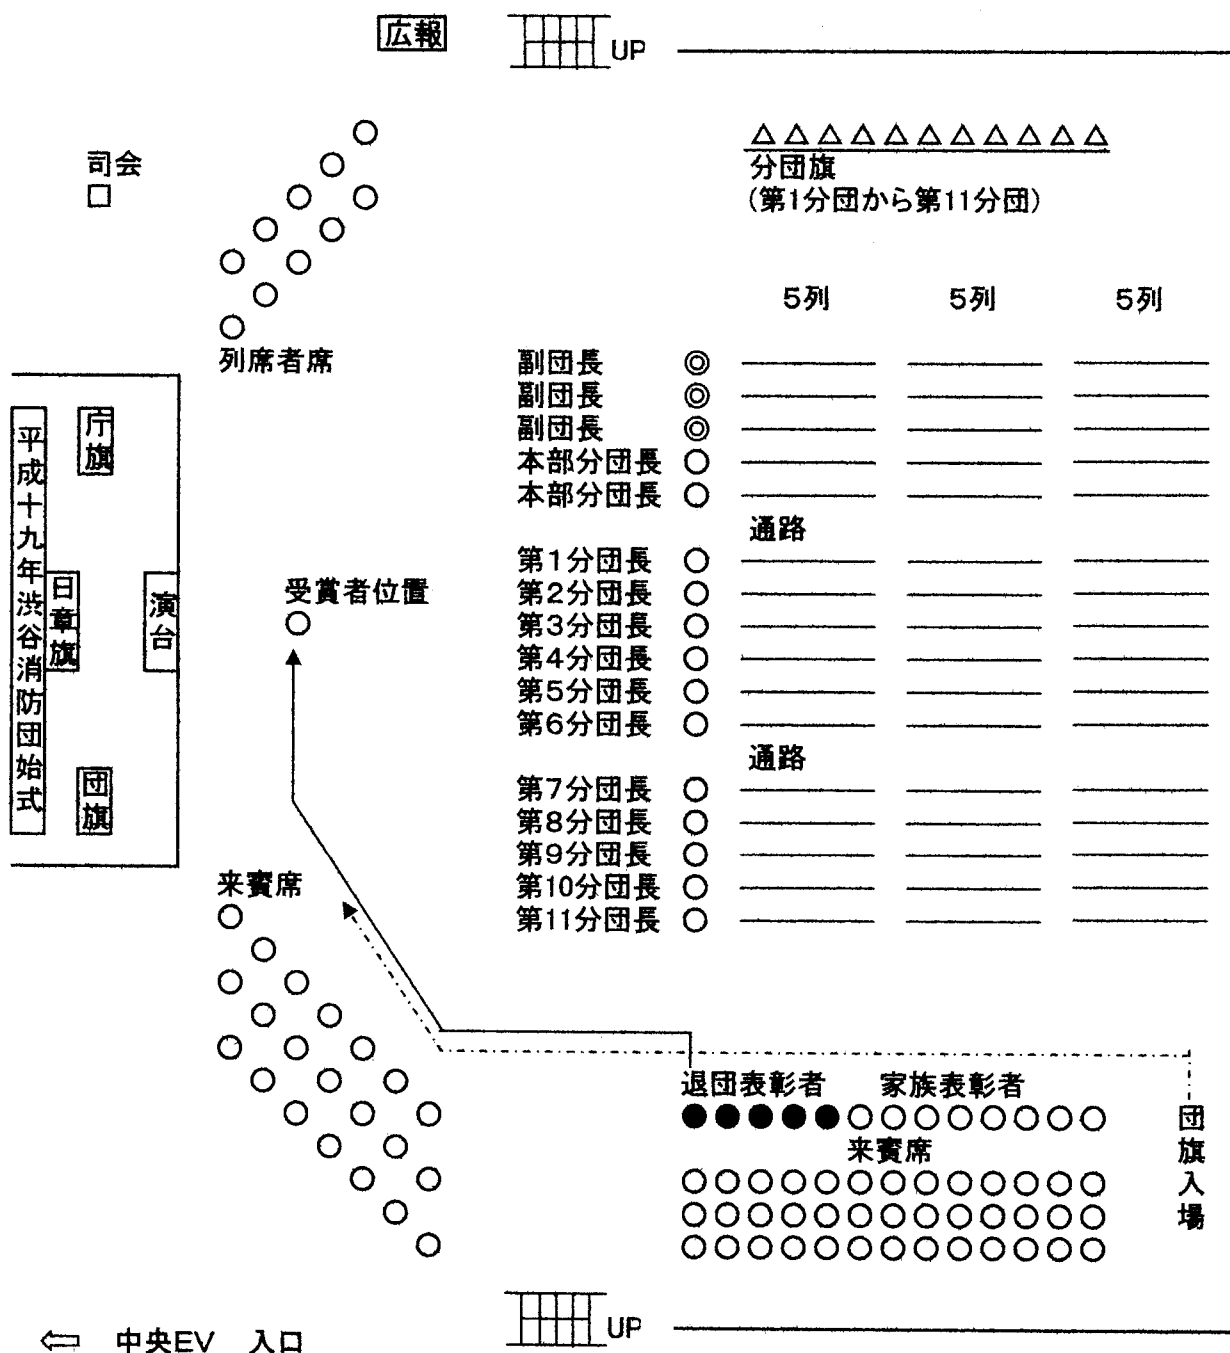 広報
UP
司会
分団旗
(第1分団から第11分団)
5列 5列 5列
列席者席
副団長
副団長
副団長
本部分団長
本部分団長
通路
第1分団長
第2分団長
第3分団長
第4分団長
第5分団長
第6分団長
通路
第7分団長
第8分団長
第9分団長
第10分団長
第11分団長
平成十九年渋谷消防団始式
庁旗
日章旗
演台
団旗
受賞者位置
来賓席
退団表彰者 家族表彰者
来賓席
団旗入場
UP
⇦ 中央EV 入口